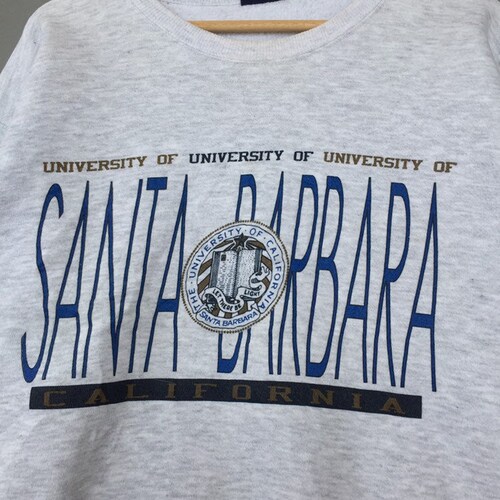 UNIVERSITY OF UNIVERSITY OF UNIVERSITY OF
SANTA BARBARA
THE · UNIVERSITY · OF · CALIFORNIA
LET THERE BE LIGHT
SANTA BARBARA
CALIFORNIA